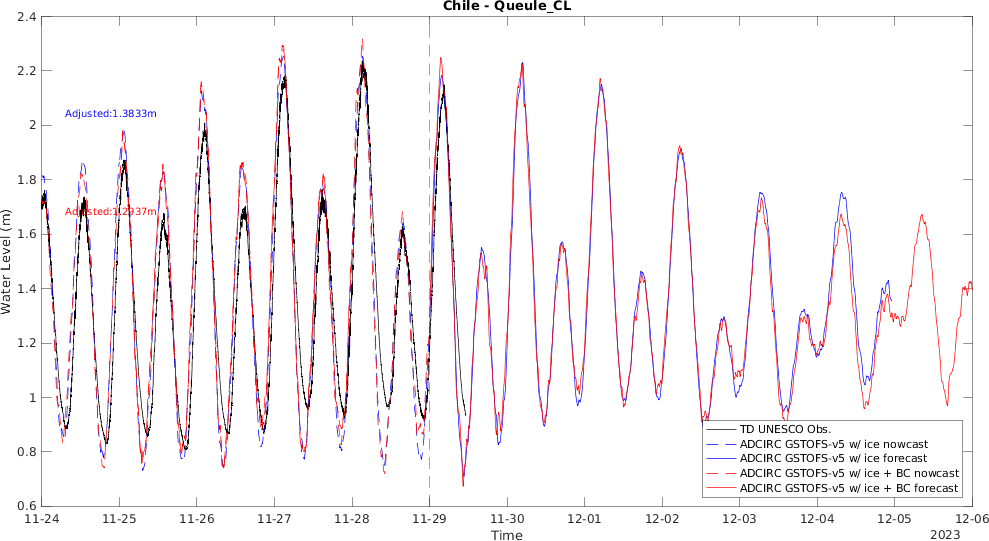 Chile - Queule_CL
2.4
2.2
2
1.8
1.6
1.4
1.2
1
0.8
0.6
Water Level (m)
Adjusted:1.3833m
Adjusted:1.2937m
TD UNESCO Obs.
ADCIRC GSTOFS-v5 w/ ice nowcast
ADCIRC GSTOFS-v5 w/ ice forecast
ADCIRC GSTOFS-v5 w/ ice + BC nowcast
ADCIRC GSTOFS-v5 w/ ice + BC forecast
11-24 11-25 11-26 11-27 11-28 11-29 11-30 12-01 12-02 12-03 12-04 12-05 12-06
Time
2023